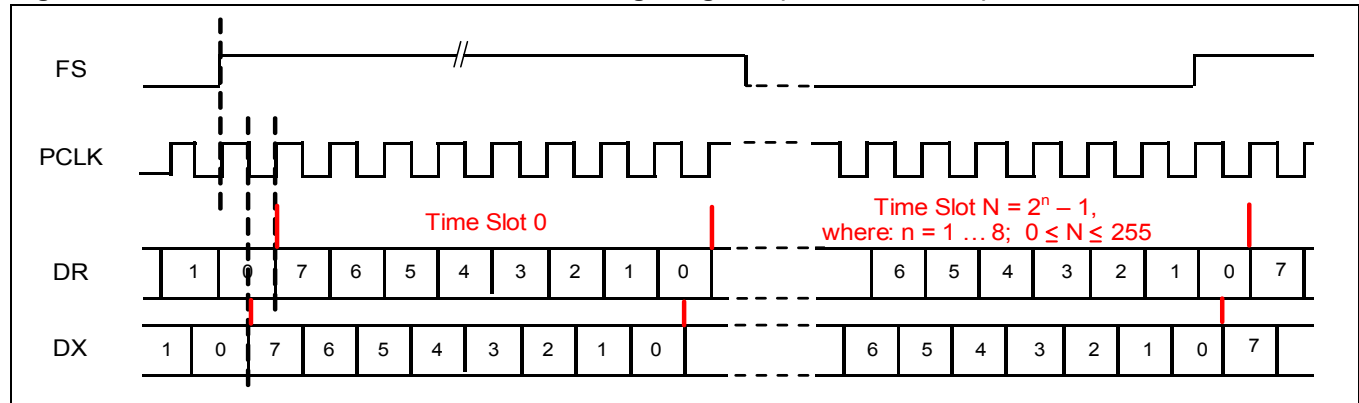 FS
PCLK
Time Slot 0
Time Slot N = 2ⁿ – 1,
where: n = 1 … 8; 0 ≤ N ≤ 255
DR 1 0 7 6 5 4 3 2 1 0 6 5 4 3 2 1 0 7
DX 1 0 7 6 5 4 3 2 1 0 6 5 4 3 2 1 0 7